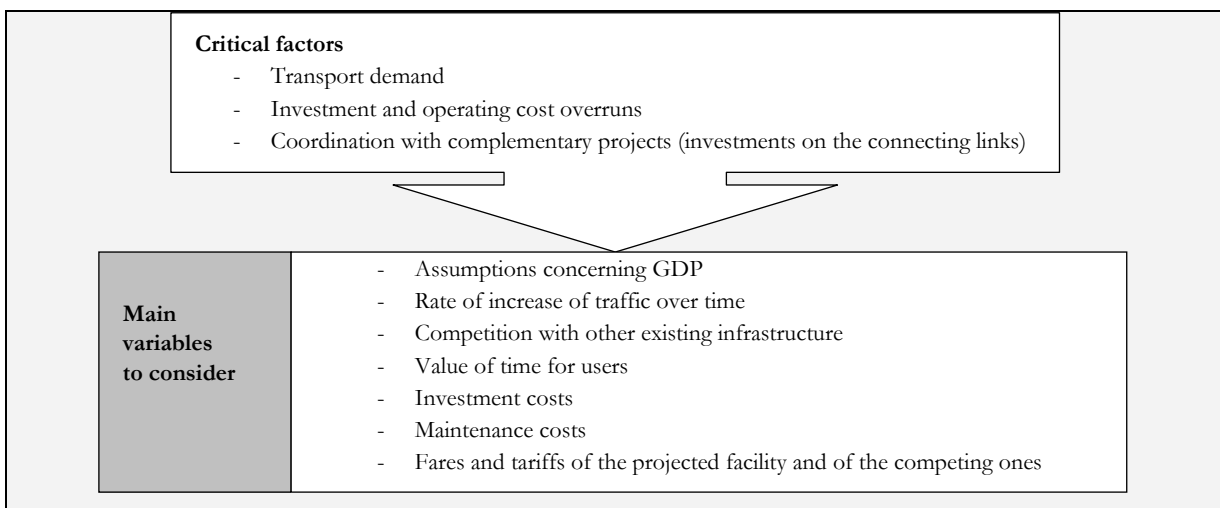 Critical factors
- Transport demand
- Investment and operating cost overruns
- Coordination with complementary projects (investments on the connecting links)
Main
variables
to consider
- Assumptions concerning GDP
- Rate of increase of traffic over time
- Competition with other existing infrastructure
- Value of time for users
- Investment costs
- Maintenance costs
- Fares and tariffs of the projected facility and of the competing ones